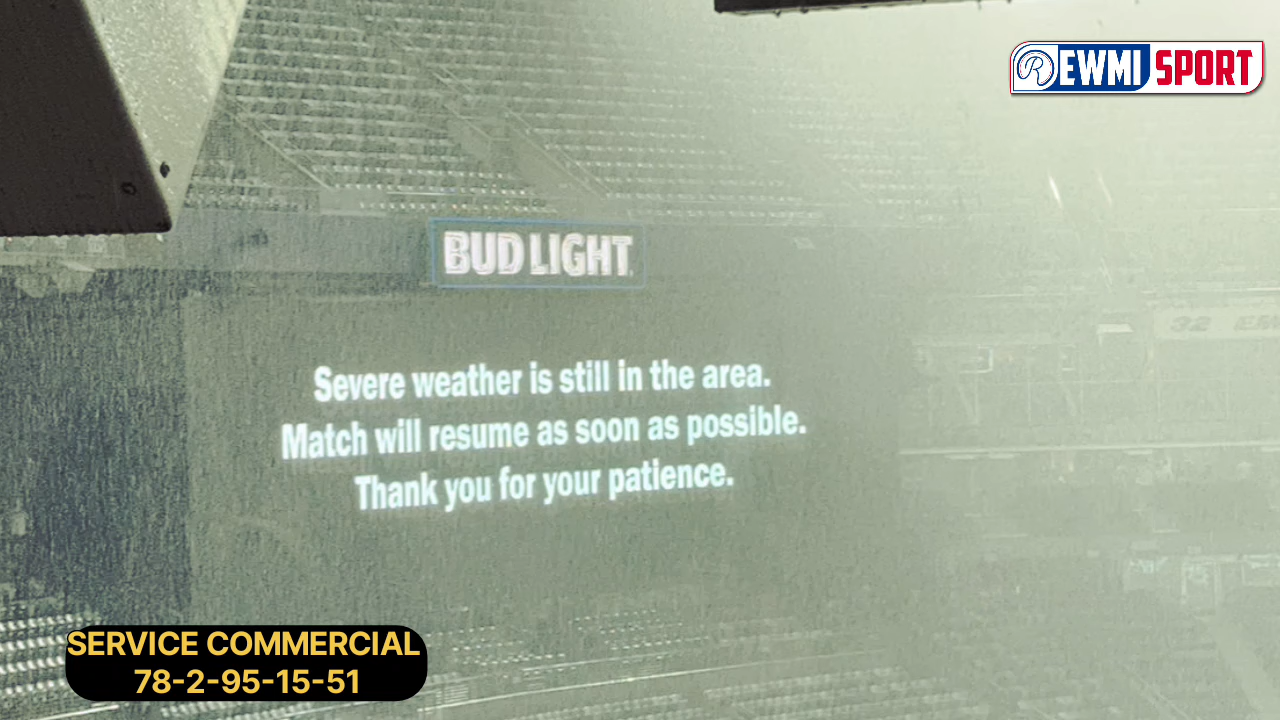 EWMI SPORT
BUD LIGHT
32
Severe weather is still in the area.
Match will resume as soon as possible.
Thank you for your patience.
SERVICE COMMERCIAL
78-2-95-15-51